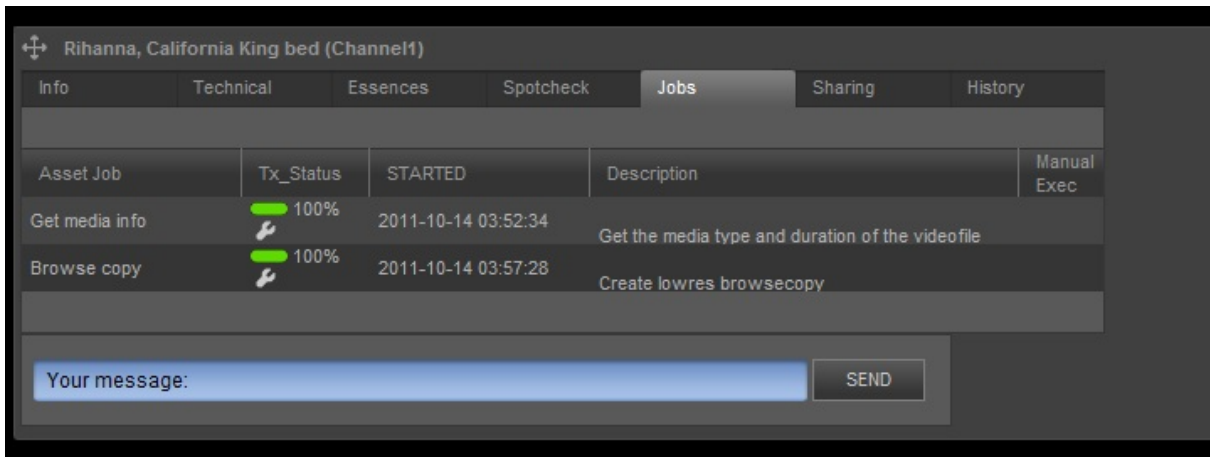 Rihanna, California King bed (Channel1)
Info Technical Essences Spotcheck Jobs Sharing History
Asset Job Tx_Status STARTED Description Manual Exec
Get media info 100% 2011-10-14 03:52:34 Get the media type and duration of the videofile
Browse copy 100% 2011-10-14 03:57:28 Create lowres browsecopy
Your message: SEND